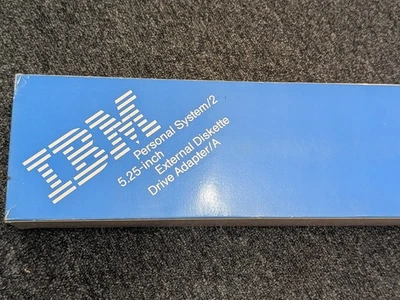 IBM
Personal System/2
5.25-inch
External Diskette
Drive Adapter/A